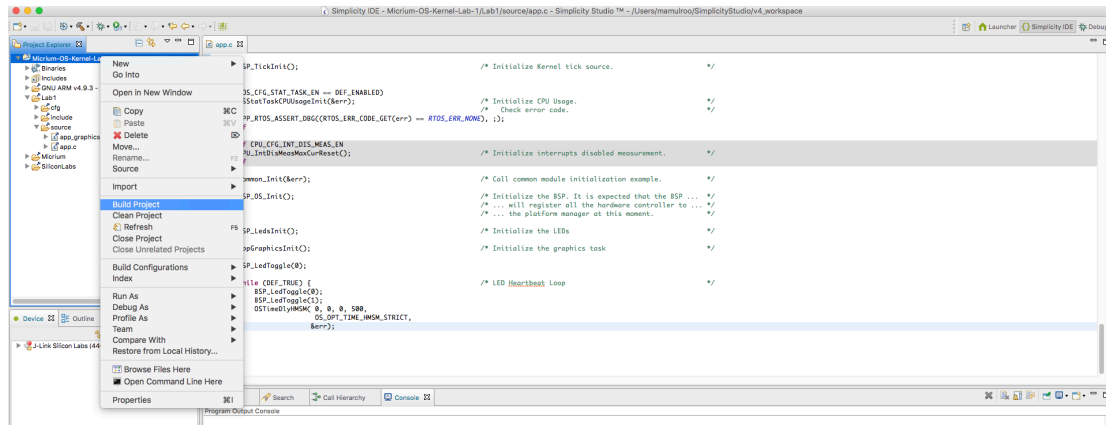 Simplicity IDE - Micrium-OS-Kernel-Lab-1/Lab1/source/app.c - Simplicity Studio ™ - /Users/mamulroo/SimplicityStudio/v4_workspace
Launcher Simplicity IDE Debug
Project Explorer
Micrium-OS-Kernel-La
Binaries
Includes
GNU ARM v4.9.3 -
Lab1
cfg
include
source
app_graphics
app.c
Micrium
SiliconLabs
Device Outline
J-Link Silicon Labs (44
New
Go Into
Open in New Window
Copy ⌘C
Paste ⌘V
Delete ⌦
Move...
Rename... F2
Source
Import
Build Project
Clean Project
Refresh F5
Close Project
Close Unrelated Projects
Build Configurations
Index
Run As
Debug As
Profile As
Team
Compare With
Restore from Local History...
Browse Files Here
Open Command Line Here
Properties ⌘I
app.c
SP_TickInit(); /* Initialize Kernel tick source. */
OS_CFG_STAT_TASK_EN == DEF_ENABLED)
SStatTaskCPUUsageInit(&err); /* Initialize CPU Usage. */
/* Check error code. */
PP_RTOS_ASSERT_DBG((RTOS_ERR_CODE_GET(err) == RTOS_ERR_NONE), ;);
f
f CPU_CFG_INT_DIS_MEAS_EN
PU_IntDisMeasMaxCurReset(); /* Initialize interrupts disabled measurement. */
f
ommon_Init(&err); /* Call common module initialization example. */
SP_OS_Init(); /* Initialize the BSP. It is expected that the BSP ... */
/* ... will register all the hardware controller to ... */
/* ... the platform manager at this moment. */
SP_LedsInit(); /* Initialize the LEDs */
ppGraphicsInit(); /* Initialize the graphics task */
SP_LedToggle(0);
hile (DEF_TRUE) { /* LED Heartbeat Loop */
BSP_LedToggle(0);
BSP_LedToggle(1);
OSTimeDlyHMSM( 0, 0, 0, 500,
OS_OPT_TIME_HMSM_STRICT,
&err);
Search Call Hierarchy Console
Program Output Console